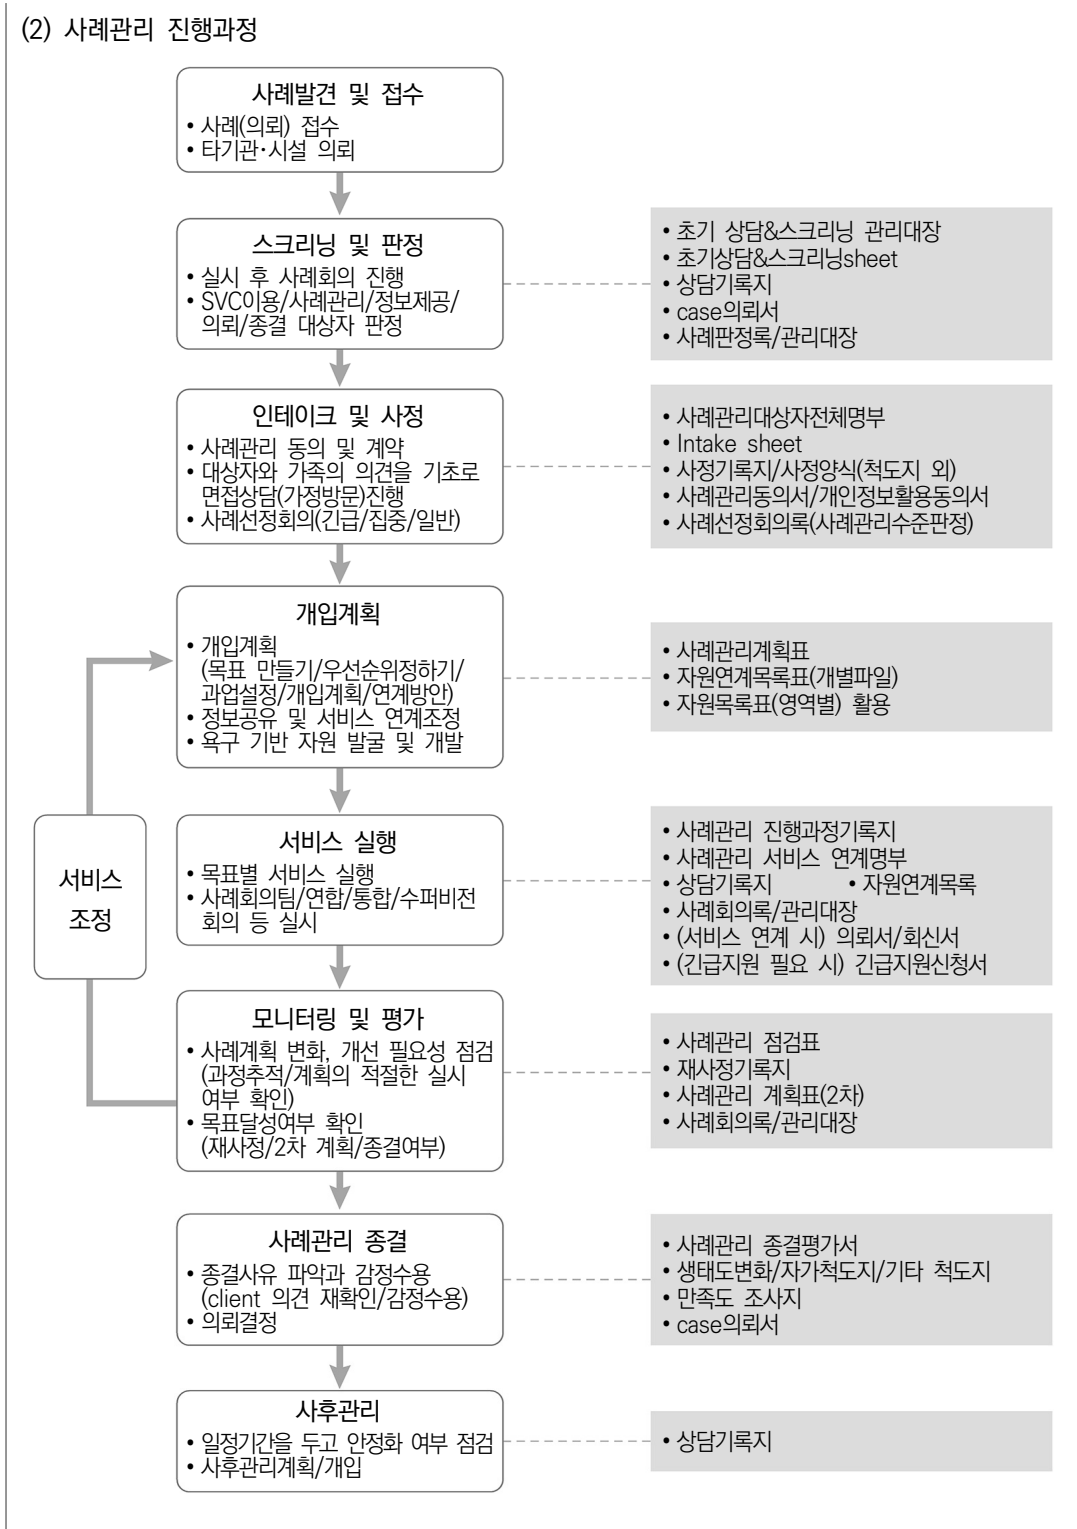 (2) 사례관리 진행과정
사례발견 및 접수
• 사례(의뢰) 접수
• 타기관·시설 의뢰
스크리닝 및 판정
• 실시 후 사례회의 진행
• SVC이용/사례관리/정보제공/
의뢰/종결 대상자 판정
• 초기 상담&스크리닝 관리대장
• 초기상담&스크리닝sheet
• 상담기록지
• case의뢰서
• 사례판정록/관리대장
인테이크 및 사정
• 사례관리 동의 및 계약
• 대상자와 가족의 의견을 기초로
면접상담(가정방문)진행
• 사례선정회의(긴급/집중/일반)
• 사례관리대상자전체명부
• Intake sheet
• 사정기록지/사정양식(척도지 외)
• 사례관리동의서/개인정보활용동의서
• 사례선정회의록(사례관리수준판정)
개입계획
• 개입계획
(목표 만들기/우선순위정하기/
과업설정/개입계획/연계방안)
• 정보공유 및 서비스 연계조정
• 욕구 기반 자원 발굴 및 개발
• 사례관리계획표
• 자원연계목록표(개별파일)
• 자원목록표(영역별) 활용
서비스
조정
서비스 실행
• 목표별 서비스 실행
• 사례회의팀/연합/통합/수퍼비전
회의 등 실시
• 사례관리 진행과정기록지
• 사례관리 서비스 연계명부
• 상담기록지 • 자원연계목록
• 사례회의록/관리대장
• (서비스 연계 시) 의뢰서/회신서
• (긴급지원 필요 시) 긴급지원신청서
모니터링 및 평가
• 사례계획 변화, 개선 필요성 점검
(과정추적/계획의 적절한 실시
여부 확인)
• 목표달성여부 확인
(재사정/2차 계획/종결여부)
• 사례관리 점검표
• 재사정기록지
• 사례관리 계획표(2차)
• 사례회의록/관리대장
사례관리 종결
• 종결사유 파악과 감정수용
(client 의견 재확인/감정수용)
• 의뢰결정
• 사례관리 종결평가서
• 생태도변화/자가척도지/기타 척도지
• 만족도 조사지
• case의뢰서
사후관리
• 일정기간을 두고 안정화 여부 점검
• 사후관리계획/개입
• 상담기록지